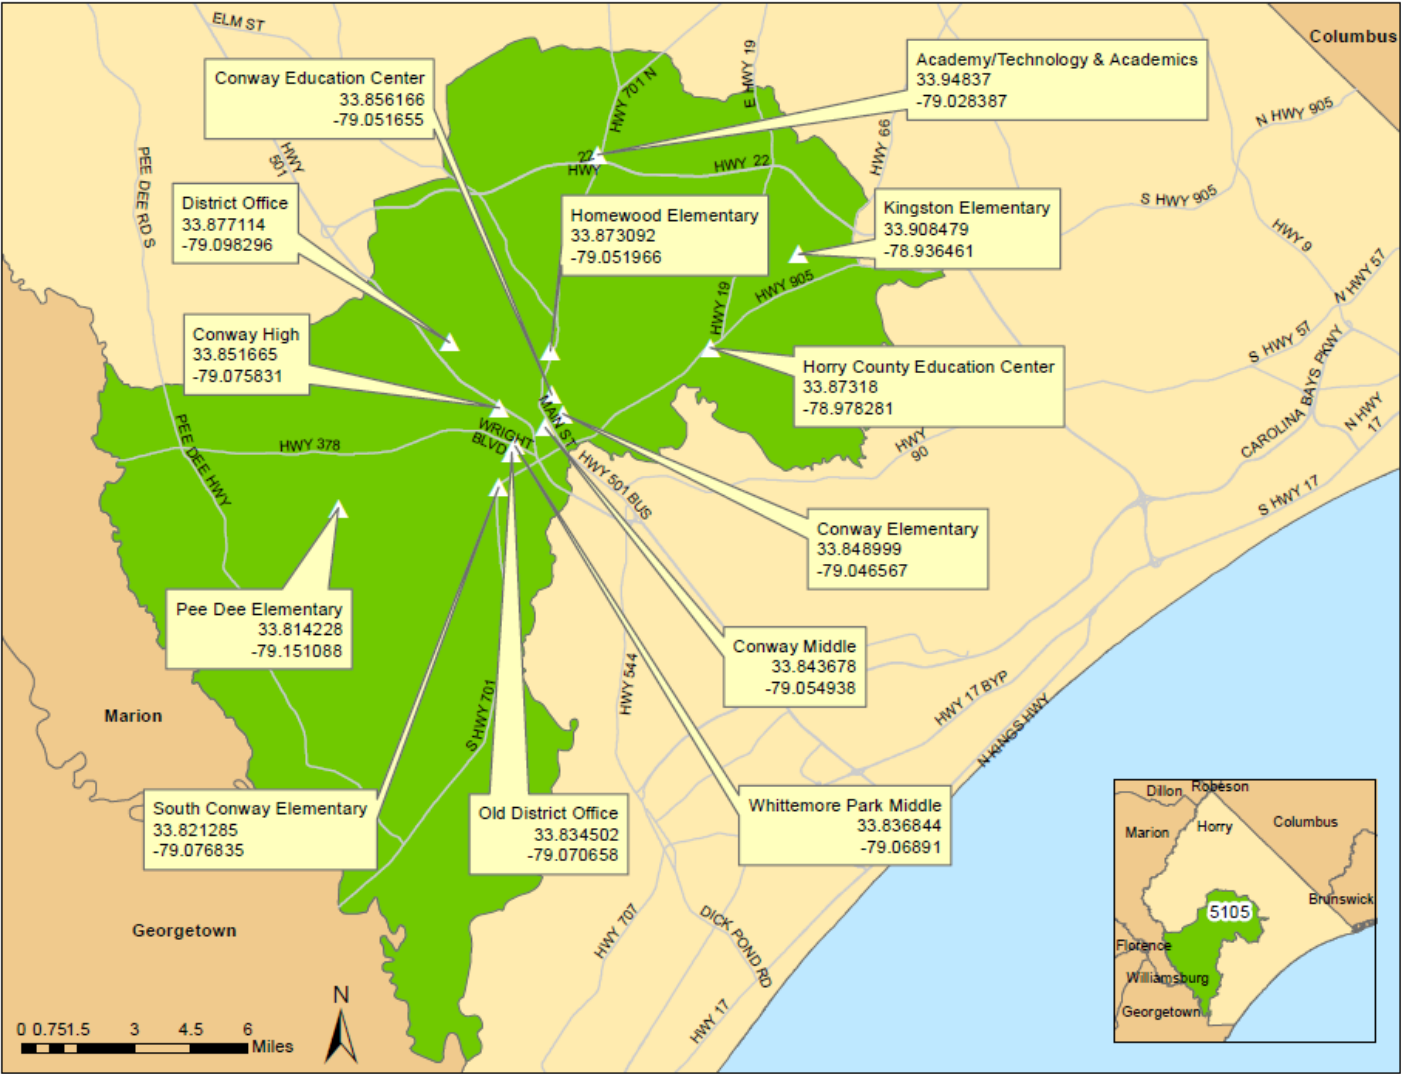 ELM ST
Columbus
Conway Education Center
33.856166
-79.051655
Academy/Technology & Academics
33.94837
-79.028387
HWY 701 N
E HWY 19
N HWY 905
HWY 66
HWY
501
PEE DEE RD S
22
HWY
HWY 22
S HWY 905
District Office
33.877114
-79.098296
Homewood Elementary
33.873092
-79.051966
Kingston Elementary
33.908479
-78.936461
HWY 9
N HWY 57
HWY 905
HWY 19
Conway High
33.851665
-79.075831
S HWY 57
CAROLINA BAYS PKWY
Horry County Education Center
33.87318
-78.978281
N HWY
17
MAIN ST
WRIGHT
BLVD
HWY 378
PEE DEE HWY
HWY
90
HWY 501 BUS
S HWY 17
Conway Elementary
33.848999
-79.046567
Pee Dee Elementary
33.814228
-79.151088
Conway Middle
33.843678
-79.054938
HWY 544
S HWY 701
HWY 17 BYP
N KINGS HWY
Marion
South Conway Elementary
33.821285
-79.076835
Old District Office
33.834502
-79.070658
Whittemore Park Middle
33.836844
-79.06891
Georgetown
HWY 707
DICK POND RD
HWY 17
N
0 0.75 1.5 3 4.5 6
Miles
Dillon
Robeson
Marion
Horry
Columbus
5105
Brunswick
Florence
Williamsburg
Georgetown